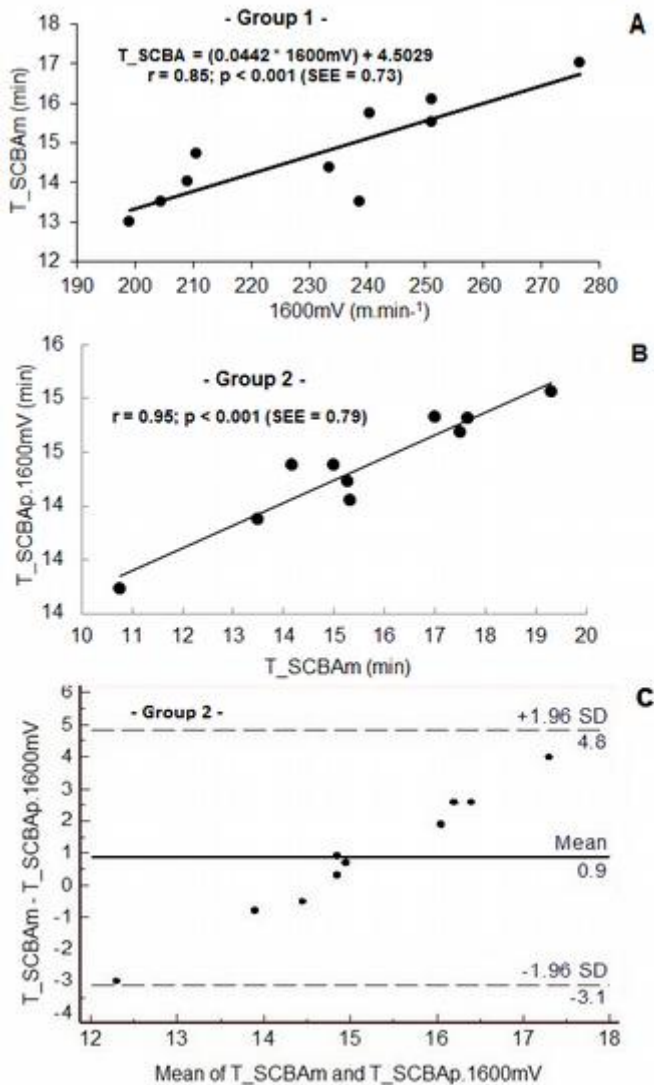 - Group 1 -
A
T_SCBA = (0.0442 * 1600mV) + 4.5029
r = 0.85; p < 0.001 (SEE = 0.73)
T_SCBAm (min)
18
17
16
15
14
13
12
190 200 210 220 230 240 250 260 270 280
1600mV (m.min-¹)
B
- Group 2 -
r = 0.95; p < 0.001 (SEE = 0.79)
T_SCBAp.1600mV (min)
16
15
15
14
14
14
10 11 12 13 14 15 16 17 18 19 20
T_SCBAm (min)
C
- Group 2 -
+1.96 SD
4.8
Mean
0.9
-1.96 SD
-3.1
T_SCBAm - T_SCBAp.1600mV
6
5
4
3
2
1
0
-1
-2
-3
-4
12 13 14 15 16 17 18
Mean of T_SCBAm and T_SCBAp.1600mV